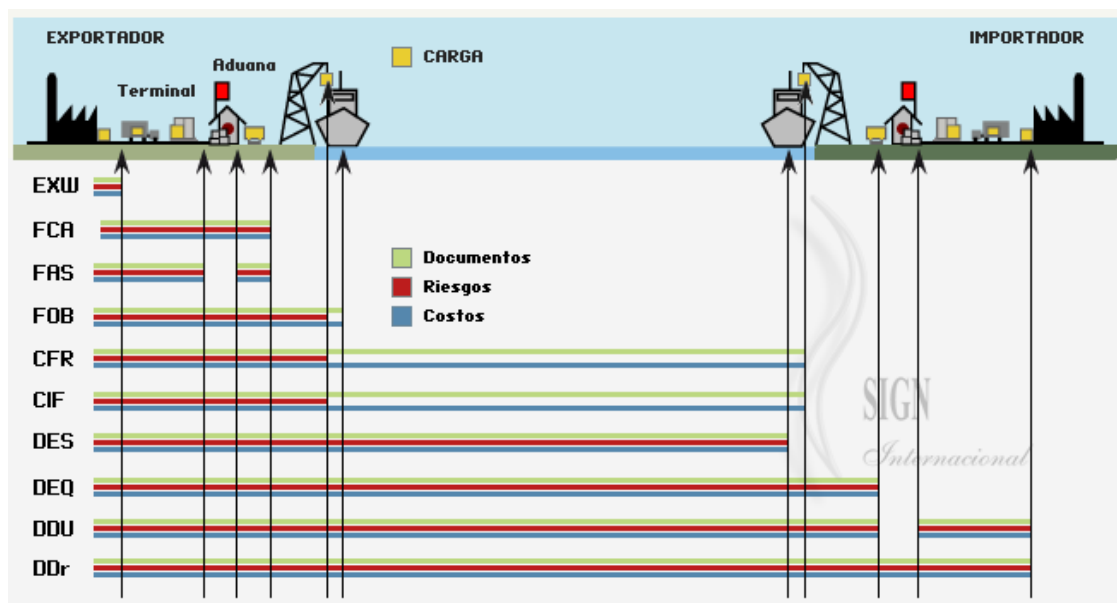 EXPORTADOR
IMPORTADOR
CARGA
Aduana
Terminal
EXW
FCA
FAS
Documentos
Riesgos
FOB
Costos
CFR
CIF
SIGN
DES
Internacional
DEQ
DDU
DDr